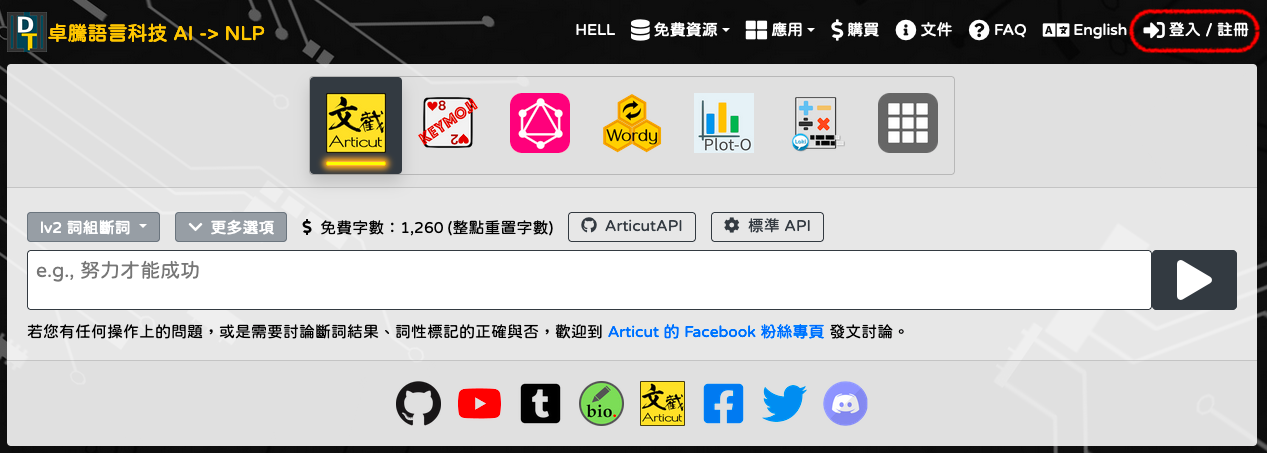 DT 卓騰語言科技 AI -> NLP HELL 免費資源 應用 $ 購買 文件 FAQ English 登入 / 註冊
文截 Articut 8 KEYMOJI 2 Wordy Plot-O Loki
lv2 詞組斷詞 更多選項 $ 免費字數：1,260 (整點重置字數) ArticutAPI 標準 API
e.g., 努力才能成功
若您有任何操作上的問題，或是需要討論斷詞結果、詞性標記的正確與否，歡迎到 Articut 的 Facebook 粉絲專頁 發文討論。
bio. 文截 Articut